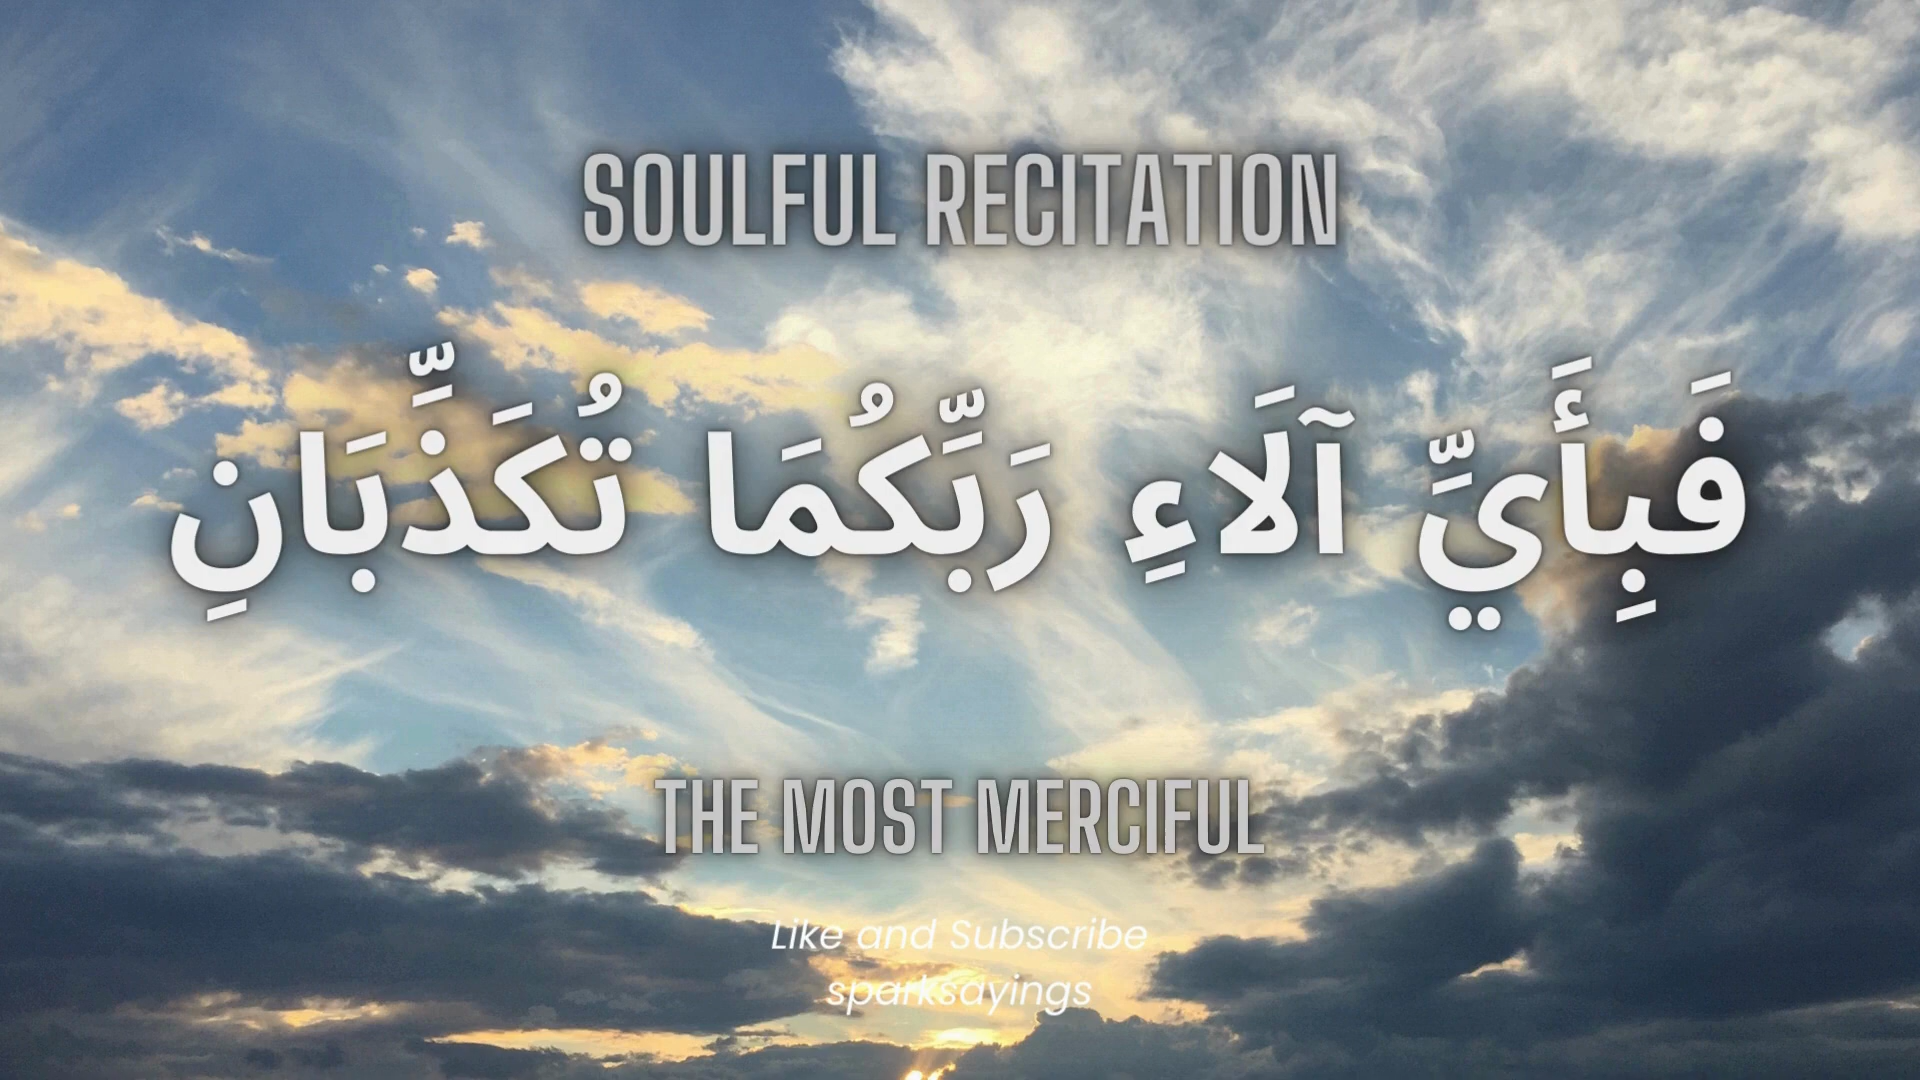 SOULFUL RECITATION
فَبِأَيِّ آلَاءِ رَبِّكُمَا تُكَذِّبَانِ
THE MOST MERCIFUL
Like and Subscribe
sparksayings